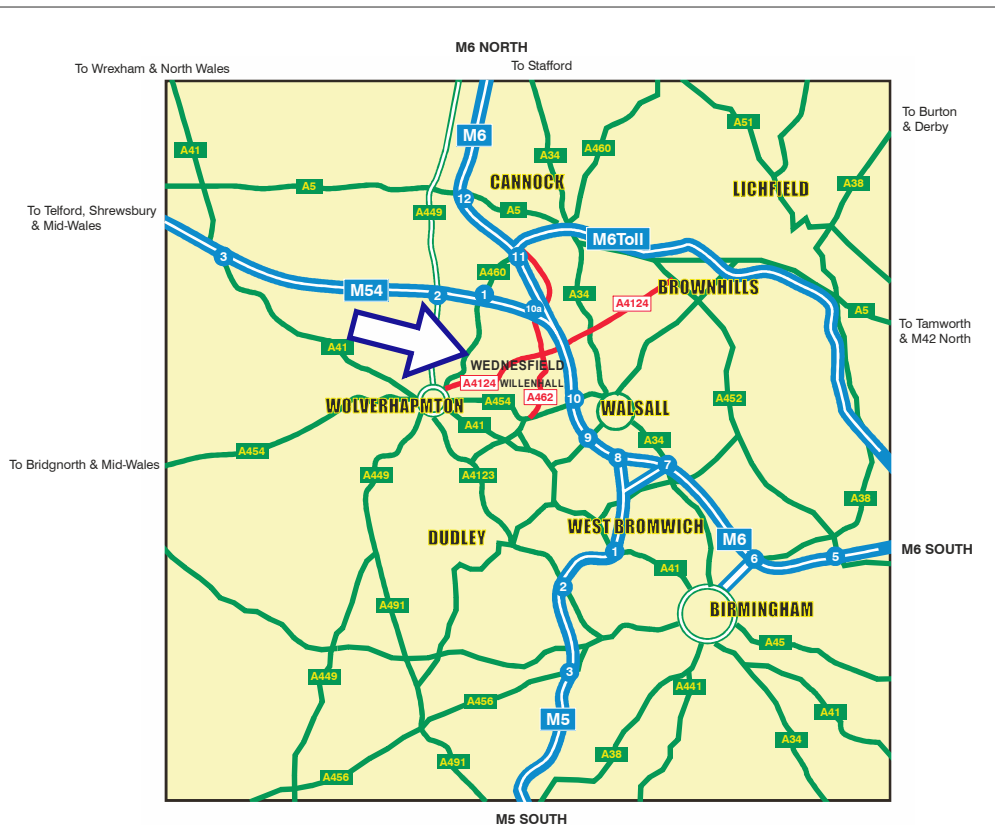 M6 NORTH
To Stafford
To Wrexham & North Wales
To Burton
& Derby
M6
A51
A41
A34
A460
CANNOCK
LICHFIELD
A38
A5
12
A5
A449
To Telford, Shrewsbury
& Mid-Wales
M6Toll
3
11
A460
M54
2
1
A34
BROWNHILLS
A4124
10a
A5
To Tamworth
& M42 North
A41
WEDNESFIELD
A4124
WILLENHALL
A462
10
A452
WOLVERHAPMTON
A454
WALSALL
A41
9
A34
A454
8
7
To Bridgnorth & Mid-Wales
A449
A4123
A38
WEST BROMWICH
DUDLEY
M6
M6 SOUTH
1
6
5
A41
2
A491
BIRMINGHAM
A45
A449
3
A441
A456
M5
A41
A34
A38
A491
A456
M5 SOUTH